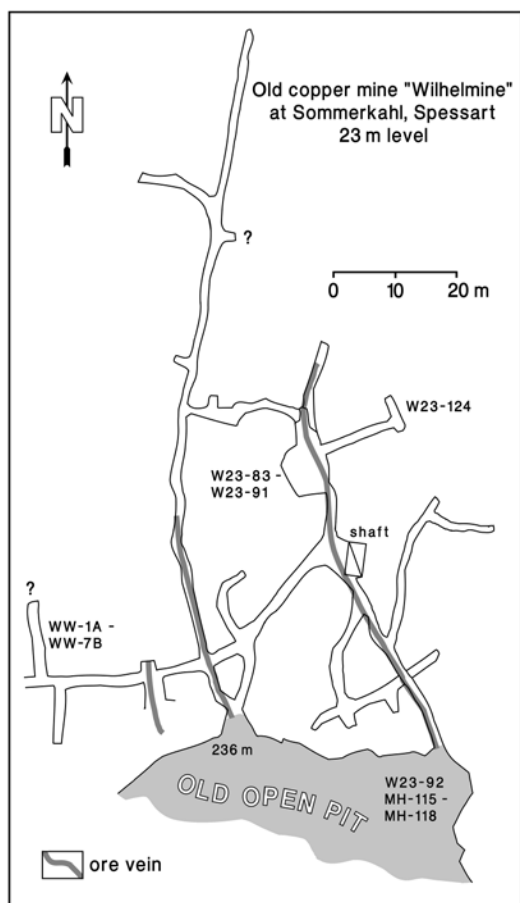 Old copper mine "Wilhelmine"
at Sommerkahl, Spessart
23 m level
N
?
0 10 20 m
W23-124
W23-83 -
W23-91
shaft
?
WW-1A -
WW-7B
236 m
OLD OPEN PIT
W23-92
MH-115 -
MH-118
ore vein